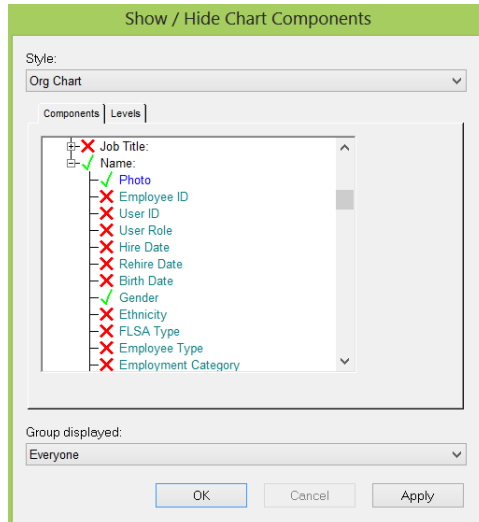 Show / Hide Chart Components
Style:
Org Chart
Components Levels
Job Title:
Name:
Photo
Employee ID
User ID
User Role
Hire Date
Rehire Date
Birth Date
Gender
Ethnicity
FLSA Type
Employee Type
Employment Category
Group displayed:
Everyone
OK Cancel Apply